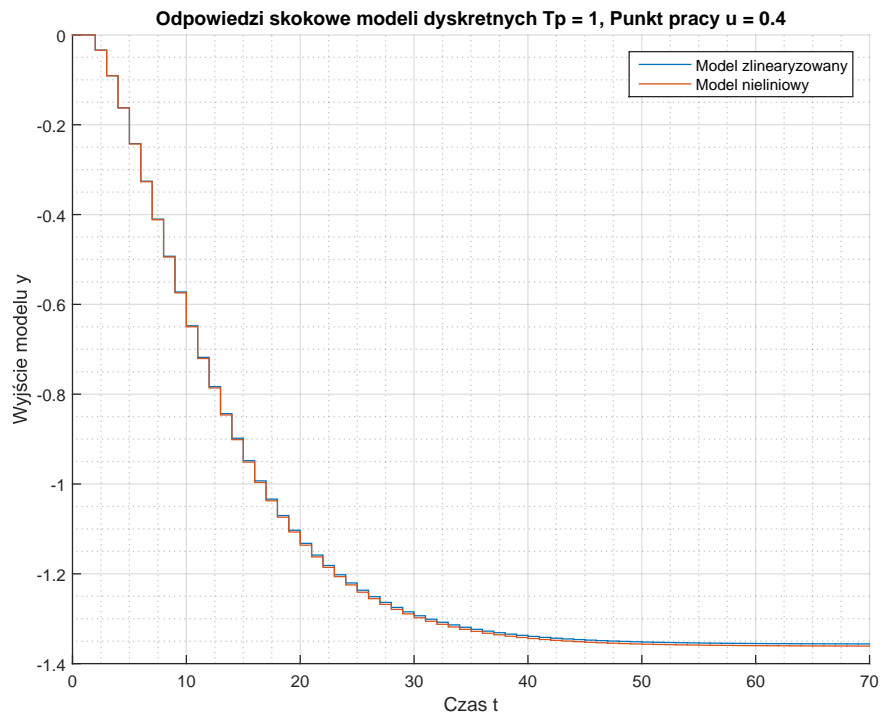 Odpowiedzi skokowe modeli dyskretnych Tp = 1, Punkt pracy u = 0.4
Model zlinearyzowany
Model nieliniowy
Wyjście modelu y
0
-0.2
-0.4
-0.6
-0.8
-1
-1.2
-1.4
0 10 20 30 40 50 60 70
Czas t